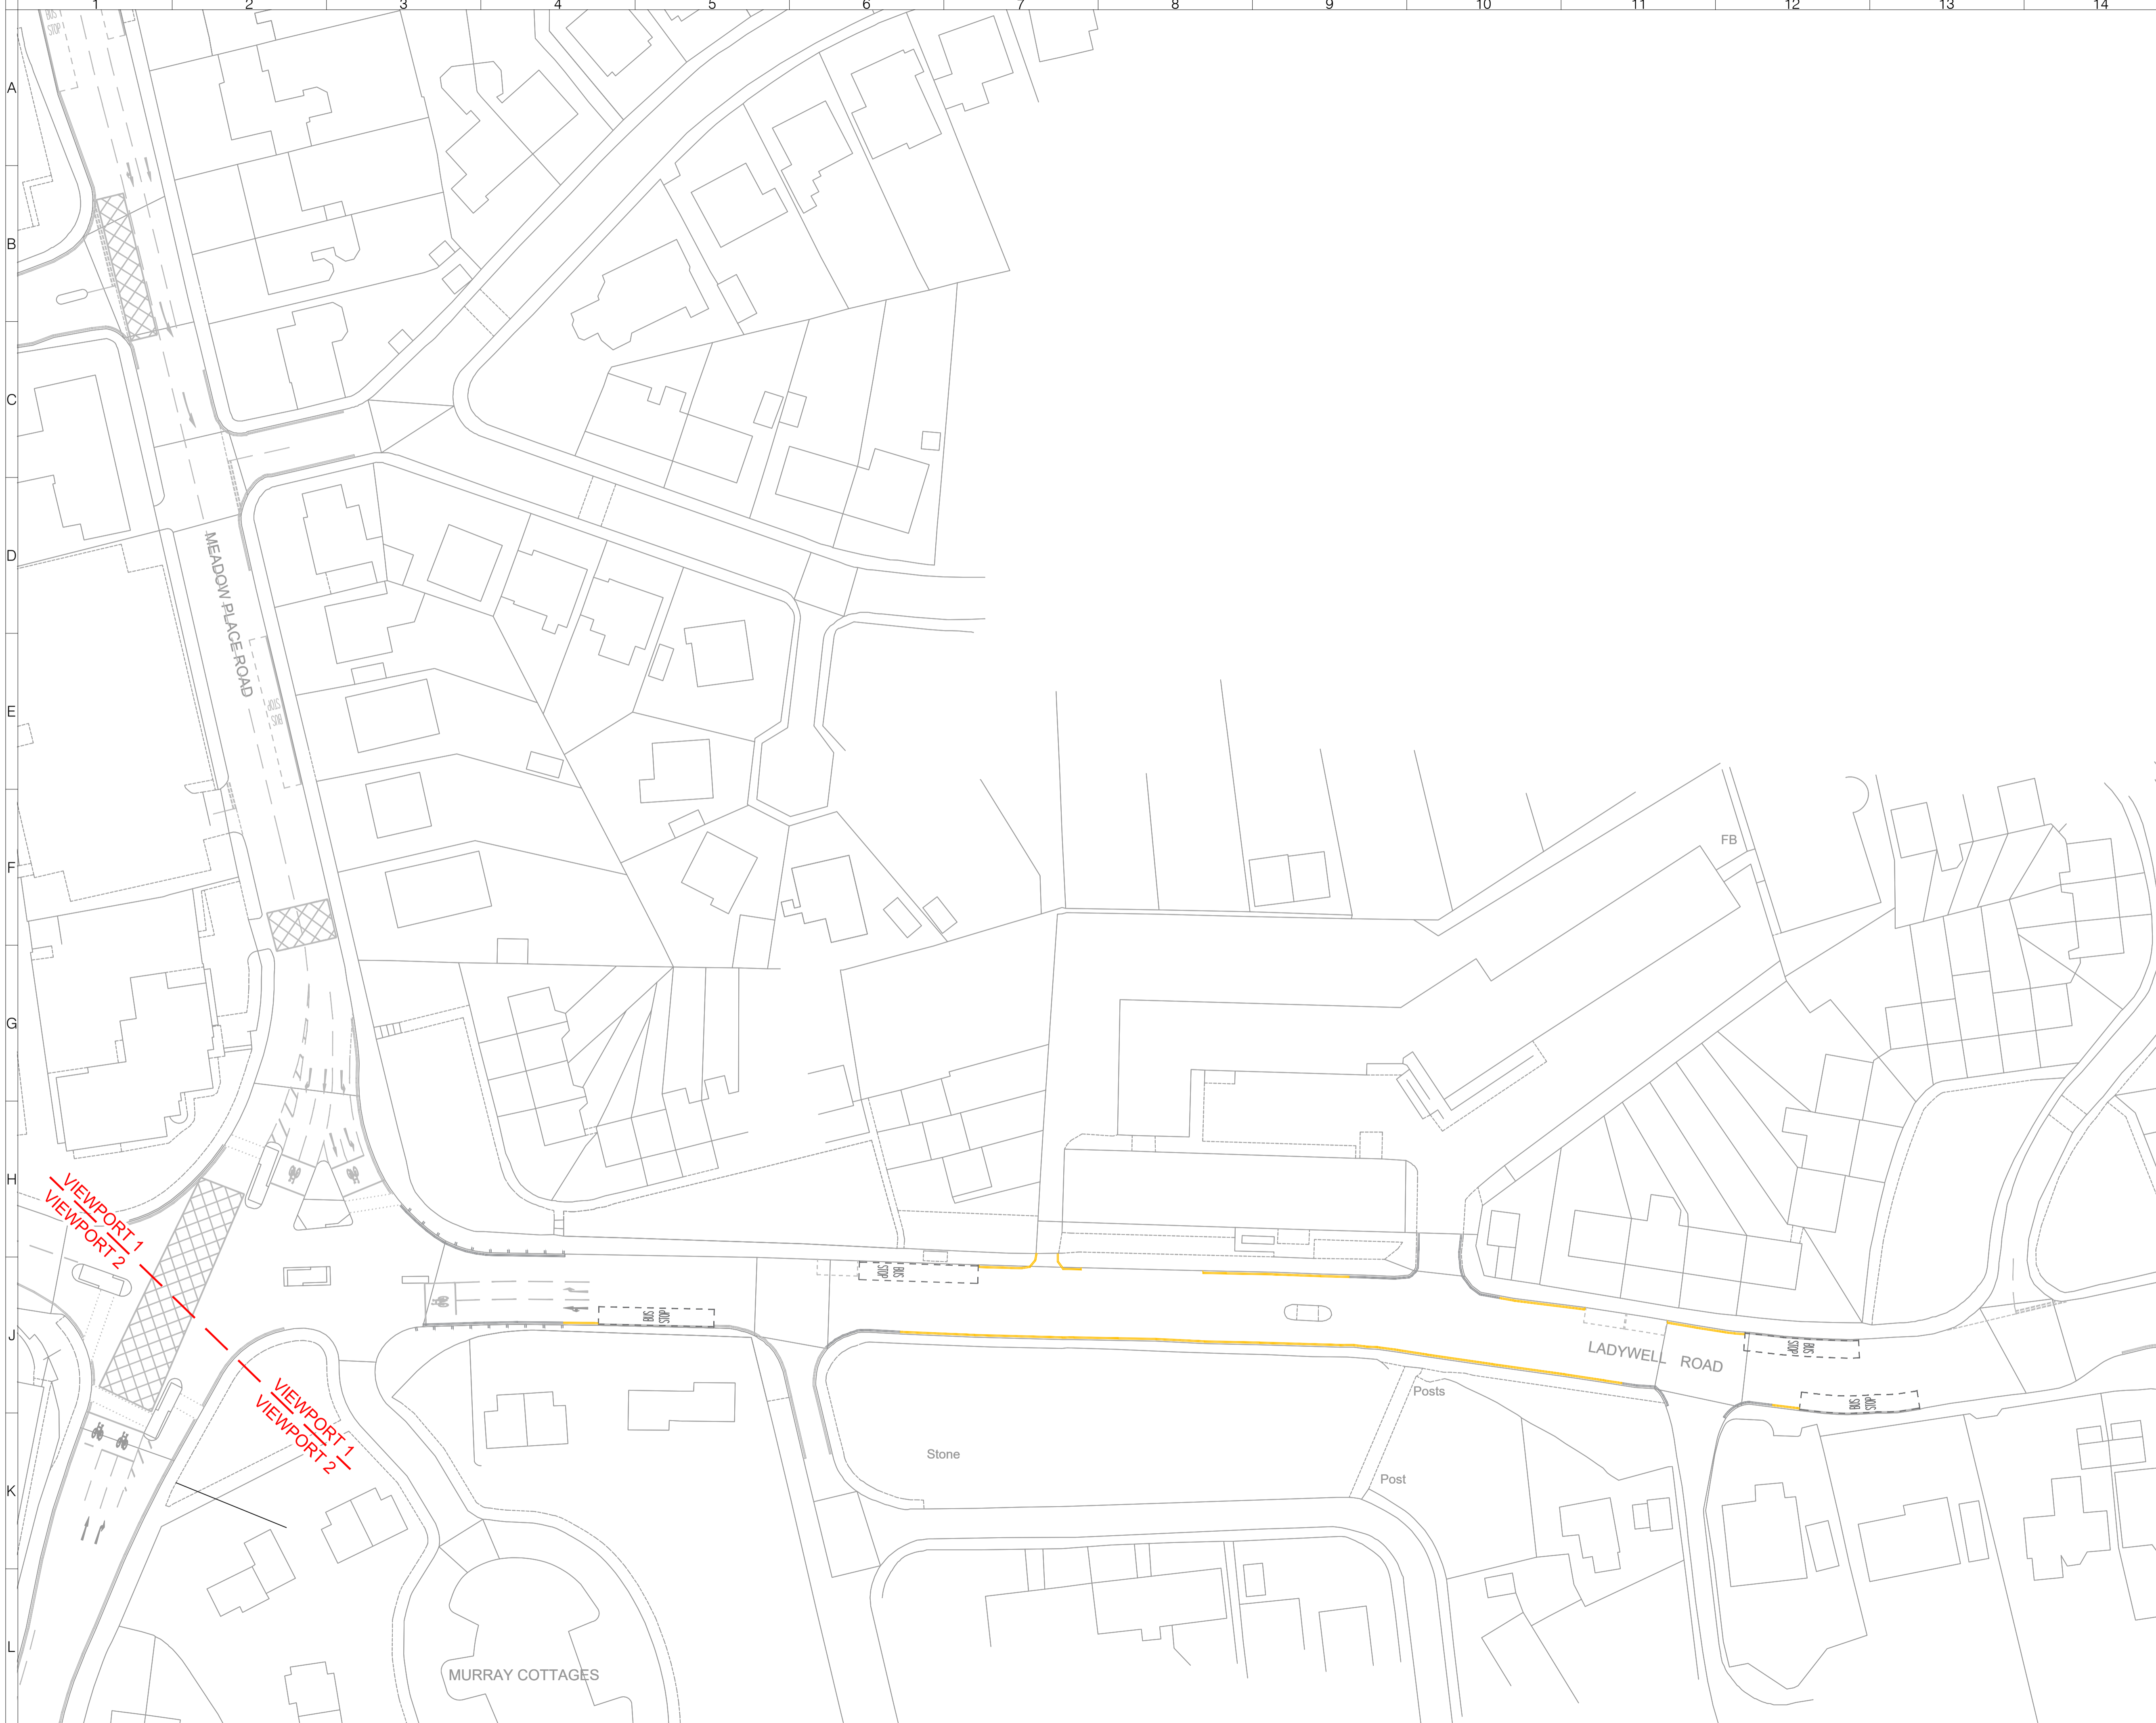 1 2 3 4 5 6 7 8 9 10 11 12 13 14
BUS
STOP
A
B
C
D
MEADOW PLACE ROAD
E
BUS
STOP
F
FB
G
H
VIEWPORT 1
VIEWPORT 2
BUS
STOP
BUS
STOP
J
LADYWELL ROAD
BUS
STOP
VIEWPORT 1
VIEWPORT 2
Posts
BUS
STOP
Stone
Post
K
L
MURRAY COTTAGES